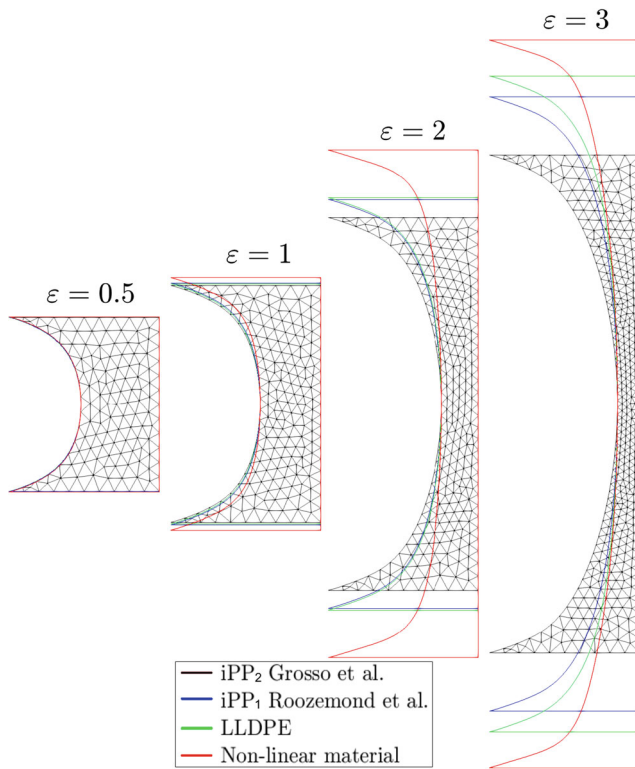 ε = 3
ε = 2
ε = 1
ε = 0.5
iPP₂ Grosso et al.
iPP₁ Roozemond et al.
LLDPE
Non-linear material